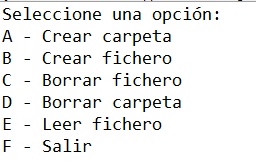 Seleccione una opción:
A - Crear carpeta
B - Crear fichero
C - Borrar fichero
D - Borrar carpeta
E - Leer fichero
F - Salir